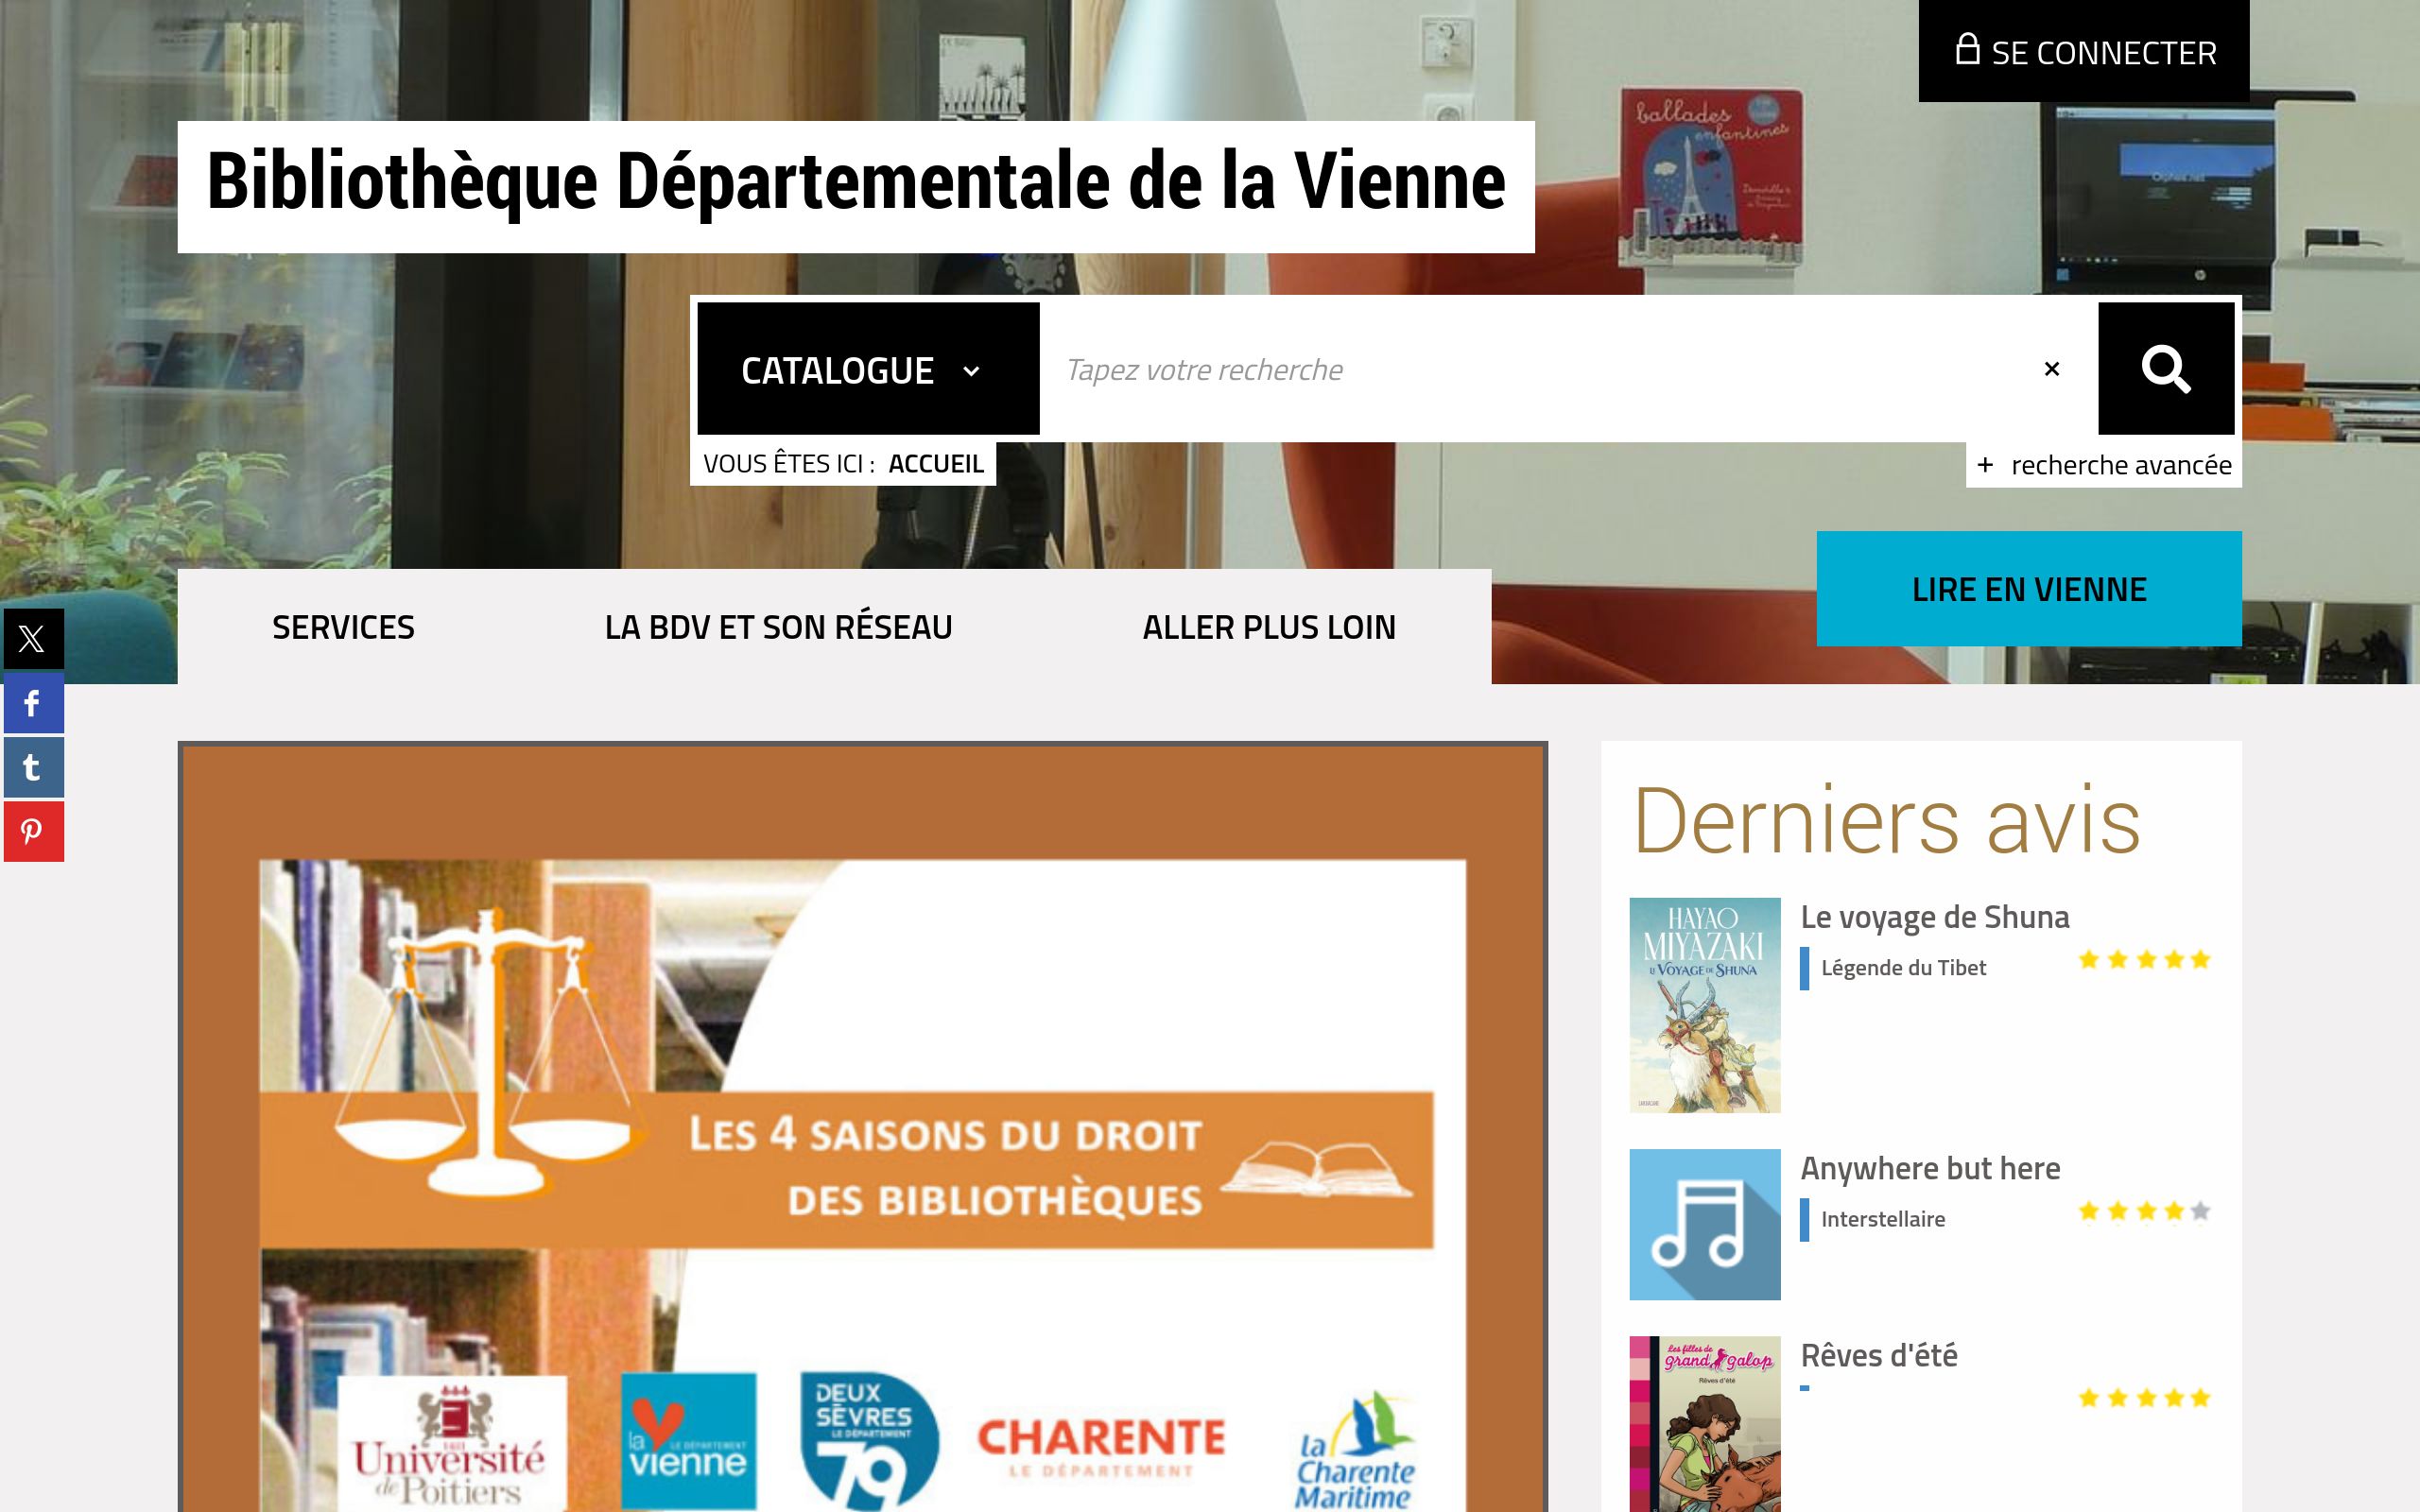 SE CONNECTER
ballades
enfantines
Bibliothèque Départementale de la Vienne
CATALOGUE
Tapez votre recherche
×
VOUS ÊTES ICI : ACCUEIL
+ recherche avancée
LIRE EN VIENNE
SERVICES
LA BDV ET SON RÉSEAU
ALLER PLUS LOIN
Derniers avis
HAYAO
MIYAZAKI
LE VOYAGE DE SHUNA
Le voyage de Shuna
Légende du Tibet
Anywhere but here
Interstellaire
Les filles de
grand galop
Rêves d'été
Rêves d'été
LES 4 SAISONS DU DROIT
DES BIBLIOTHÈQUES
Université
de Poitiers
la
LE DÉPARTEMENT
vienne
DEUX
SÈVRES
LE DÉPARTEMENT
79
CHARENTE
LE DÉPARTEMENT
la
Charente
Maritime